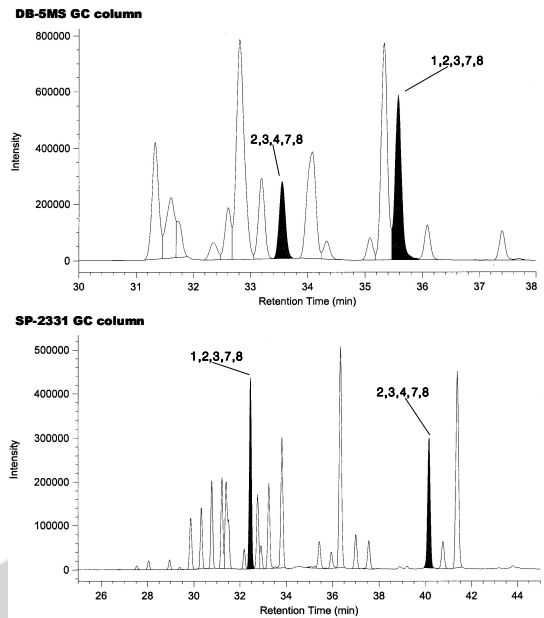 DB-5MS GC column
800000
1,2,3,7,8
600000
2,3,4,7,8
400000
200000
0
Intensity
30 31 32 33 34 35 36 37 38
Retention Time (min)
SP-2331 GC column
500000
1,2,3,7,8
400000
2,3,4,7,8
300000
200000
100000
0
Intensity
26 28 30 32 34 36 38 40 42 44
Retention Time (min)